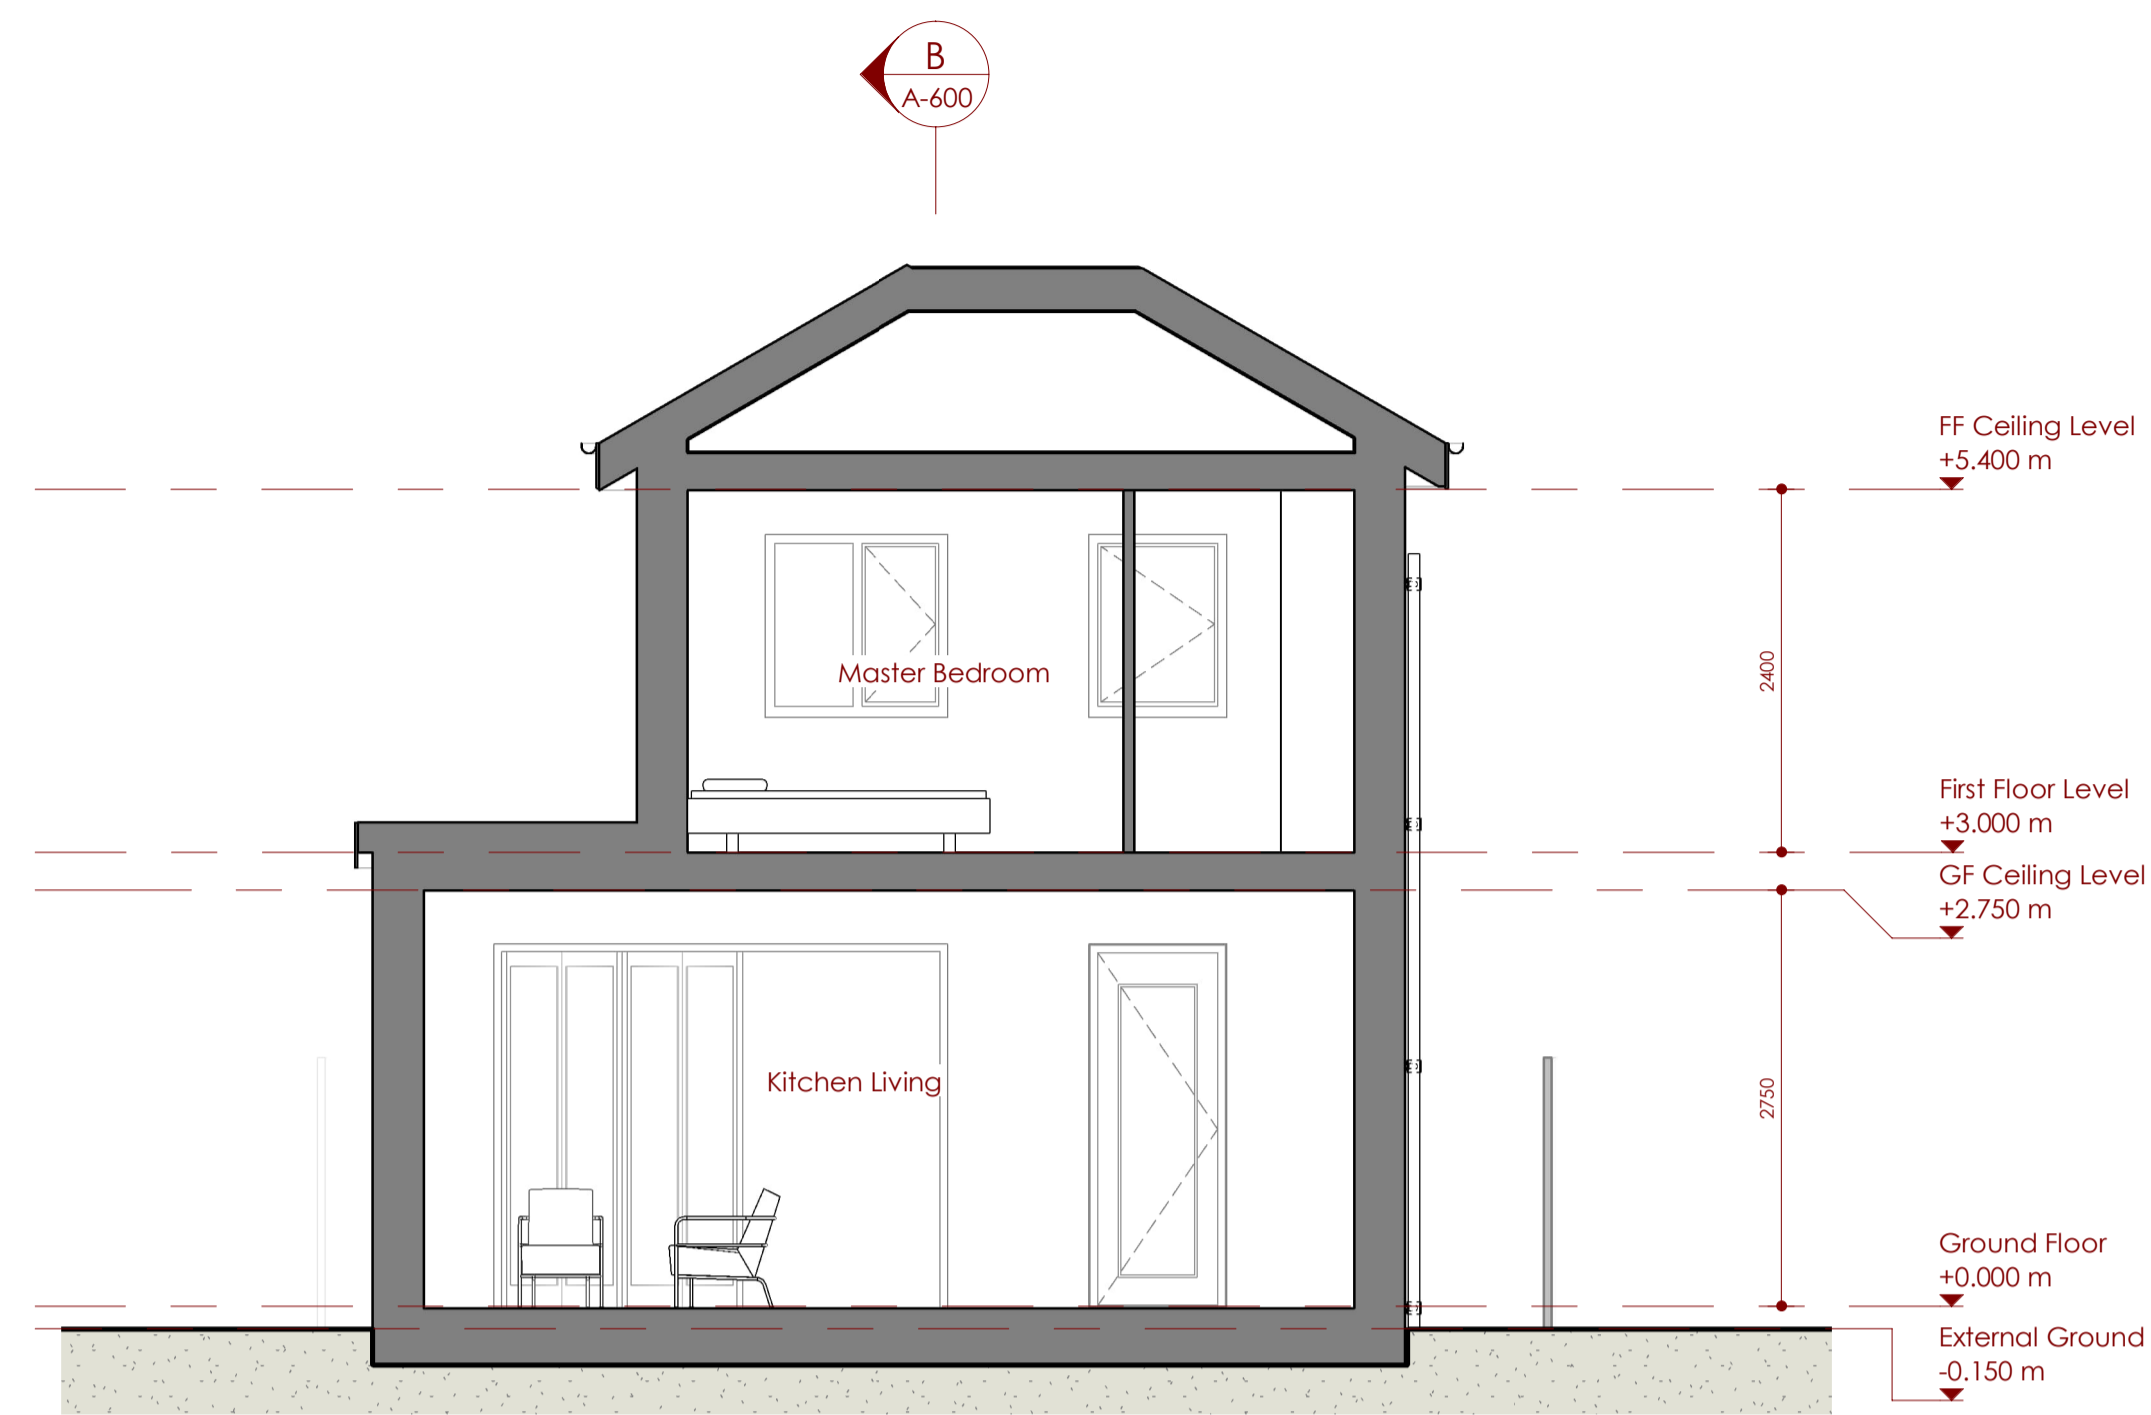 B
A-600
FF Ceiling Level
+5.400 m
2400
Master Bedroom
First Floor Level
+3.000 m
GF Ceiling Level
+2.750 m
Kitchen Living
2750
Ground Floor
+0.000 m
External Ground
-0.150 m